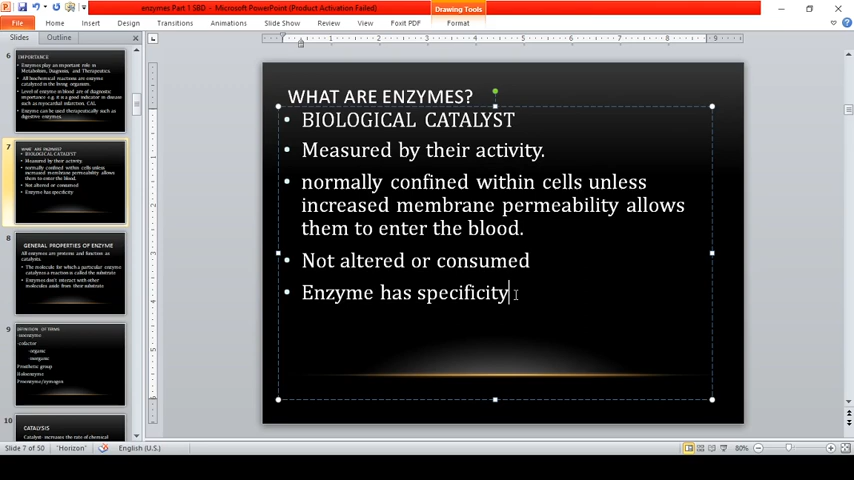 enzymes Part 1 SBD - Microsoft PowerPoint (Product Activation Failed)
Drawing Tools
File Home Insert Design Transitions Animations Slide Show Review View Foxit PDF Format
Slides Outline
6
IMPORTANCE
Enzymes play an important role in
Metabolism, Diagnosis, and Therapeutics.
All biochemical reactions are enzyme
catalyzed in the living organism.
Level of enzyme in blood are of diagnostic
importance e.g. it is a good indicator in disease
such as myocardial infarction. CAL
Enzyme can be used therapeutically such as
digestive enzymes.
7
WHAT ARE ENZYMES?
• BIOLOGICAL CATALYST
• Measured by their activity.
• normally confined within cells unless
increased membrane permeability allows
them to enter the blood.
• Not altered or consumed
• Enzyme has specificity
8
GENERAL PROPERTIES OF ENZYME
All enzymes are proteins and function as
catalysts.
• The molecule for which a particular enzyme
catalyzes a reaction is called the substrate
• Enzymes don't interact with other
molecules aside from their substrate
9
DEFINITION OF TERMS
-isoenzyme
-cofactor
-organic
-inorganic
Prosthetic group
Holoenzyme
Proenzyme/zymogen
10
CATALYSIS
Catalyst- increases the rate of chemical
WHAT ARE ENZYMES?
• BIOLOGICAL CATALYST
• Measured by their activity.
• normally confined within cells unless
increased membrane permeability allows
them to enter the blood.
• Not altered or consumed
• Enzyme has specificity
Slide 7 of 50 "Horizon" English (U.S.) 80%